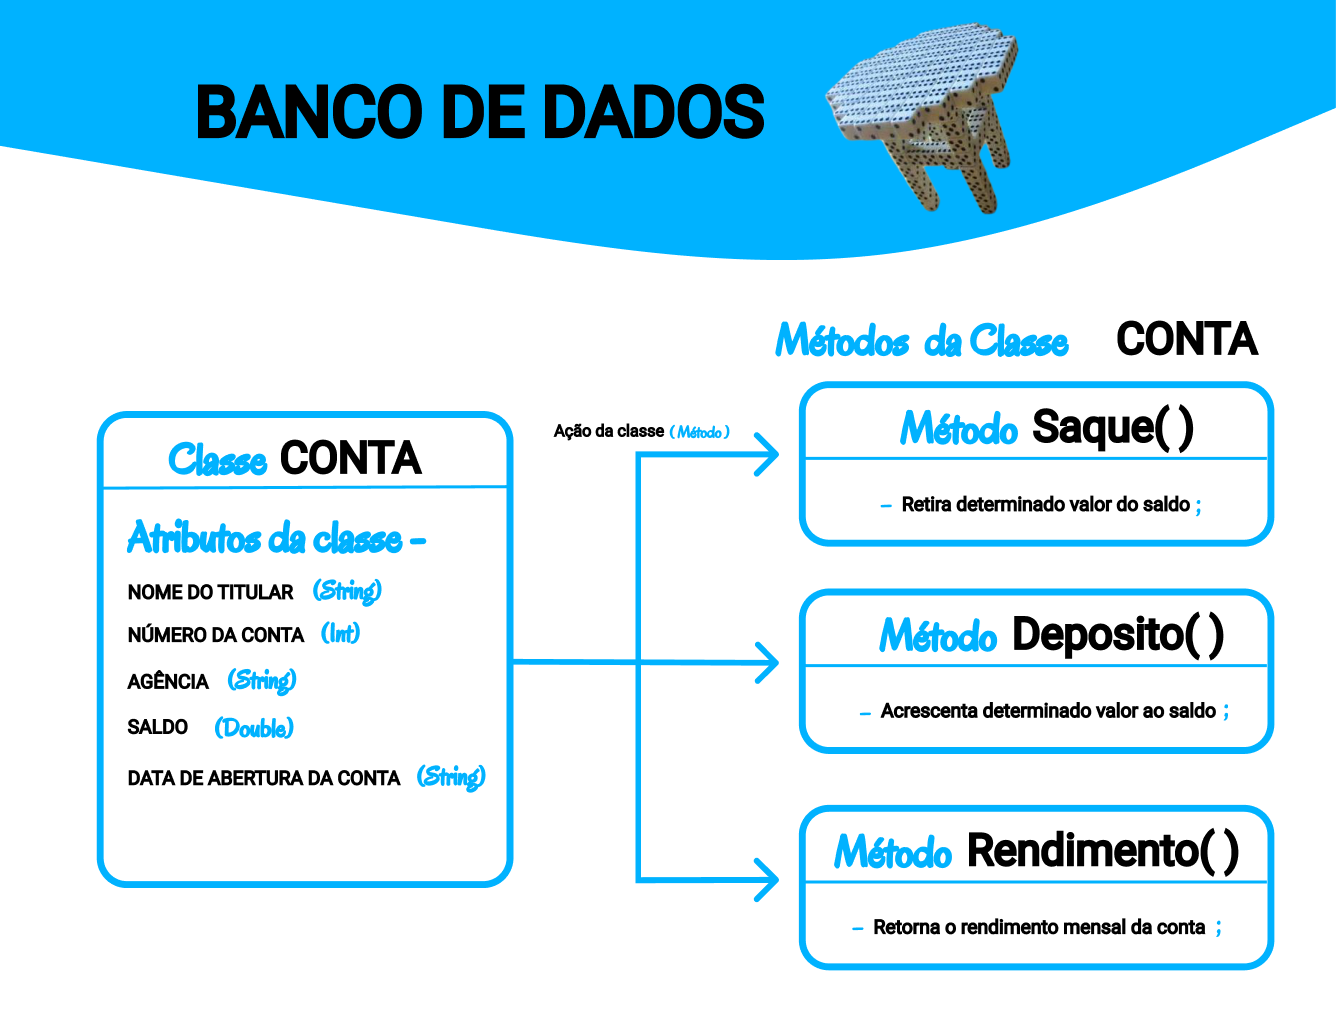 BANCO DE DADOS
Métodos da Classe CONTA
Classe CONTA
Atributos da classe -
NOME DO TITULAR (String)
NÚMERO DA CONTA (Int)
AGÊNCIA (String)
SALDO (Double)
DATA DE ABERTURA DA CONTA (String)
Ação da classe ( Método )
Método Saque( )
- Retira determinado valor do saldo ;
Método Deposito( )
- Acrescenta determinado valor ao saldo ;
Método Rendimento( )
- Retorna o rendimento mensal da conta ;